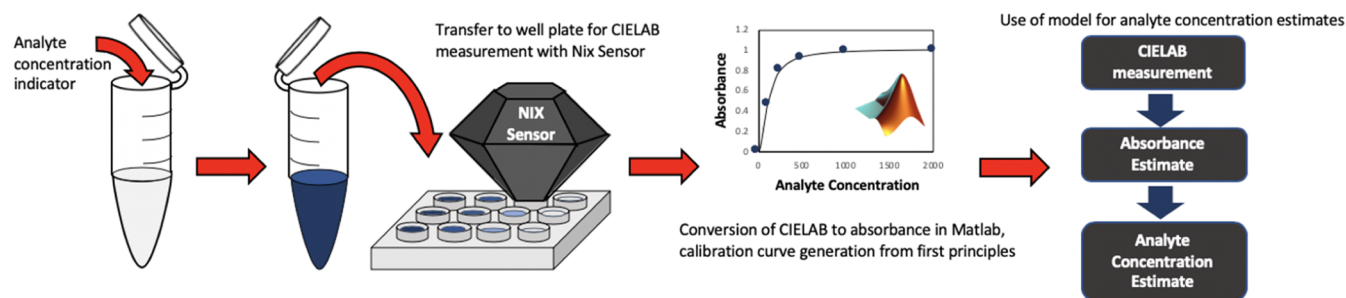 Analyte
concentration
indicator
Transfer to well plate for CIELAB
measurement with Nix Sensor
NIX
Sensor
Absorbance
1.2
1
0.8
0.6
0.4
0.2
0
0
500
1000
1500
2000
Analyte Concentration
Conversion of CIELAB to absorbance in Matlab,
calibration curve generation from first principles
Use of model for analyte concentration estimates
CIELAB
measurement
Absorbance
Estimate
Analyte
Concentration
Estimate